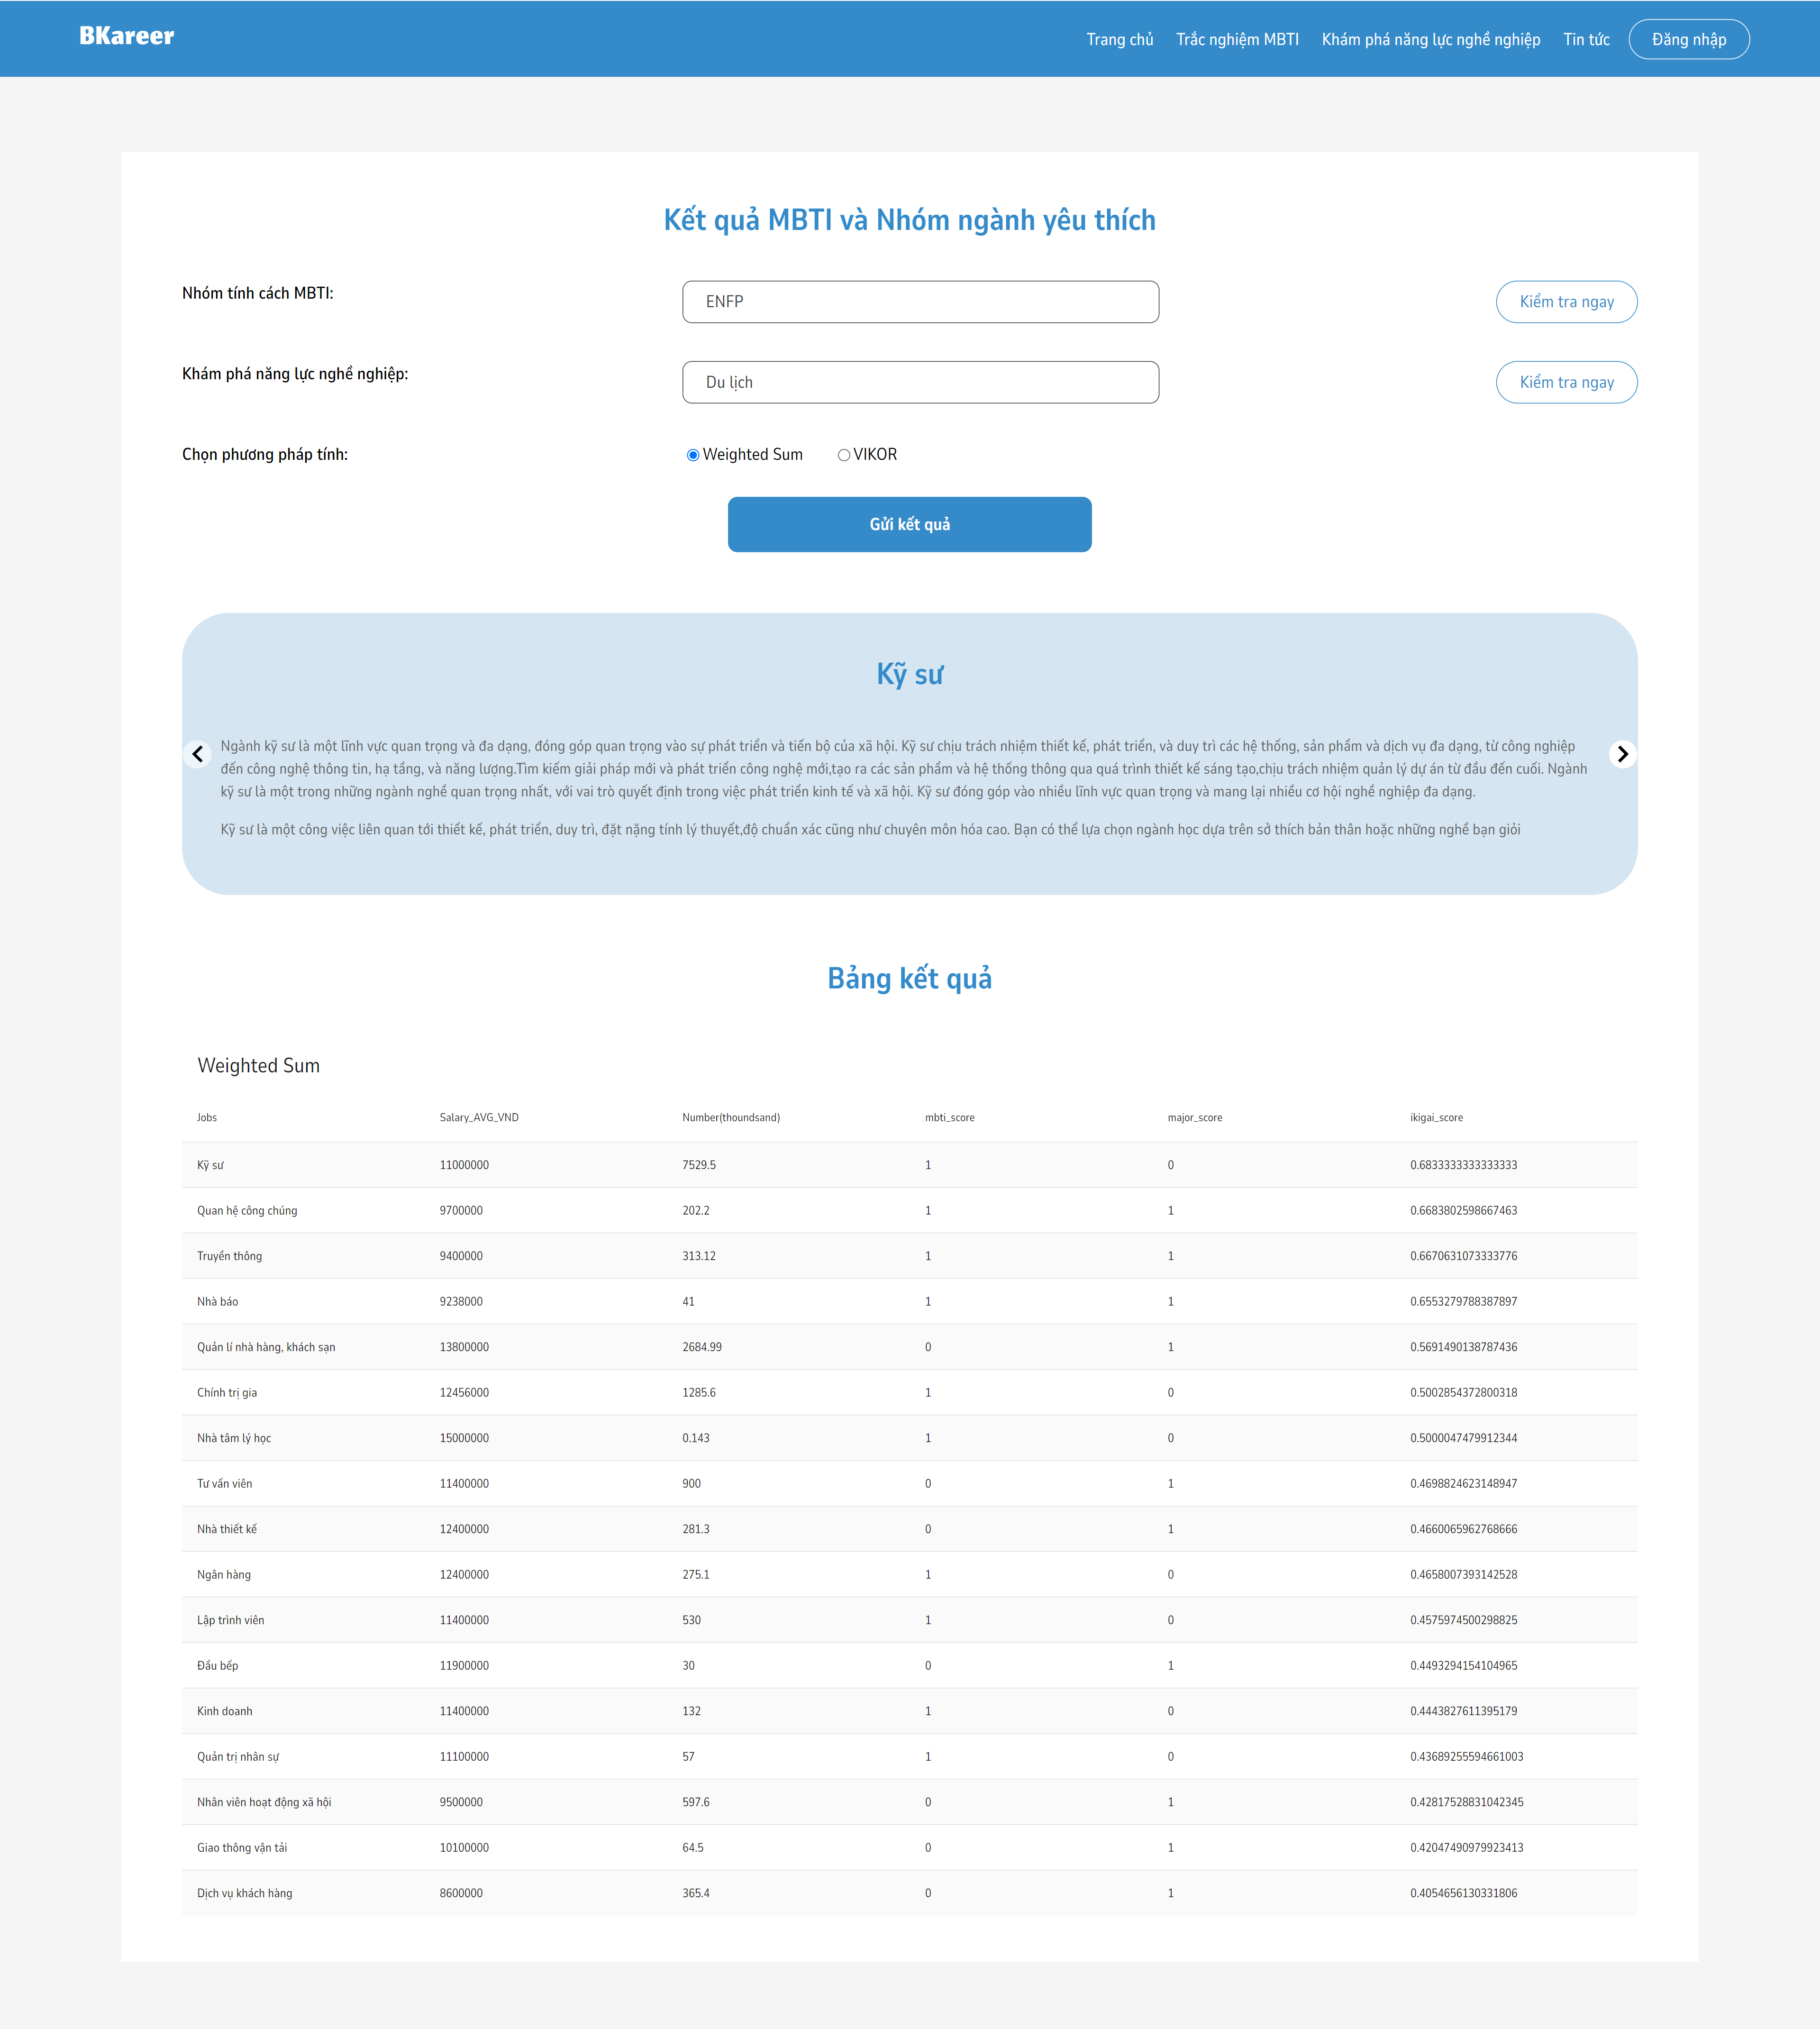 BKareer
Trang chủ Trắc nghiệm MBTI Khám phá năng lực nghề nghiệp Tin tức Đăng nhập
Kết quả MBTI và Nhóm ngành yêu thích
Nhóm tính cách MBTI: ENFP Kiểm tra ngay
Khám phá năng lực nghề nghiệp: Du lịch Kiểm tra ngay
Chọn phương pháp tính: Weighted Sum VIKOR
Gửi kết quả
Kỹ sư
Ngành kỹ sư là một lĩnh vực quan trọng và đa dạng, đóng góp quan trọng vào sự phát triển và tiến bộ của xã hội. Kỹ sư chịu trách nhiệm thiết kế, phát triển, và duy trì các hệ thống, sản phẩm và dịch vụ đa dạng, từ công nghiệp
đến công nghệ thông tin, hạ tầng, và năng lượng.Tìm kiếm giải pháp mới và phát triển công nghệ mới,tạo ra các sản phẩm và hệ thống thông qua quá trình thiết kế sáng tạo,chịu trách nhiệm quản lý dự án từ đầu đến cuối. Ngành
kỹ sư là một trong những ngành nghề quan trọng nhất, với vai trò quyết định trong việc phát triển kinh tế và xã hội. Kỹ sư đóng góp vào nhiều lĩnh vực quan trọng và mang lại nhiều cơ hội nghề nghiệp đa dạng.
Kỹ sư là một công việc liên quan tới thiết kế, phát triển, duy trì, đặt nặng tính lý thuyết,độ chuẩn xác cũng như chuyên môn hóa cao. Bạn có thể lựa chọn ngành học dựa trên sở thích bản thân hoặc những nghề bạn giỏi
Bảng kết quả
Weighted Sum
Jobs Salary_AVG_VND Number(thoundsand) mbti_score major_score ikigai_score
Kỹ sư 11000000 7529.5 1 0 0.6833333333333333
Quan hệ công chúng 9700000 202.2 1 1 0.6683802598667463
Truyền thông 9400000 313.12 1 1 0.6670631073333776
Nhà báo 9238000 41 1 1 0.6553279788387897
Quản lí nhà hàng, khách sạn 13800000 2684.99 0 1 0.5691490138787436
Chính trị gia 12456000 1285.6 1 0 0.5002854372800318
Nhà tâm lý học 15000000 0.143 1 0 0.5000047479912344
Tư vấn viên 11400000 900 0 1 0.4698824623148947
Nhà thiết kế 12400000 281.3 0 1 0.4660065962768666
Ngân hàng 12400000 275.1 1 0 0.4658007393142528
Lập trình viên 11400000 530 1 0 0.4575974500298825
Đầu bếp 11900000 30 0 1 0.4493294154104965
Kinh doanh 11400000 132 1 0 0.4443827611395179
Quản trị nhân sự 11100000 57 1 0 0.43689255594661003
Nhân viên hoạt động xã hội 9500000 597.6 0 1 0.42817528831042345
Giao thông vận tải 10100000 64.5 0 1 0.42047490979923413
Dịch vụ khách hàng 8600000 365.4 0 1 0.4054656130331806